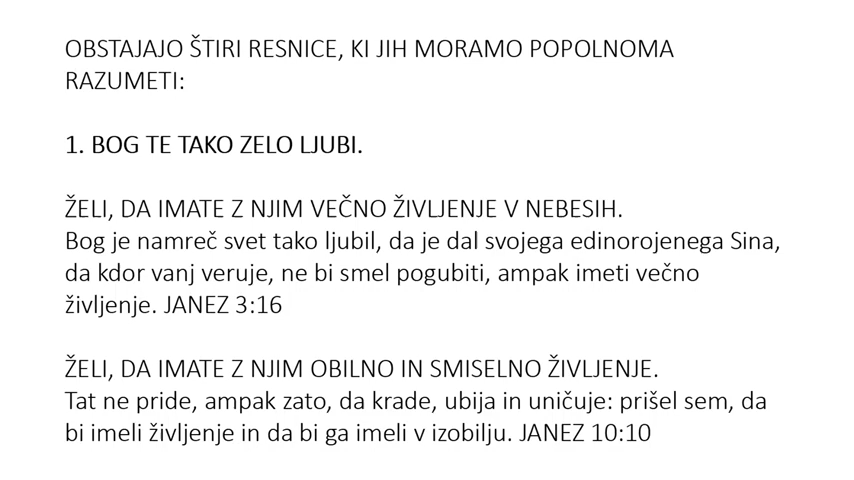 OBSTAJAJO ŠTIRI RESNICE, KI JIH MORAMO POPOLNOMA
RAZUMETI:
1. BOG TE TAKO ZELO LJUBI.
ŽELI, DA IMATE Z NJIM VEČNO ŽIVLJENJE V NEBESIH.
Bog je namreč svet tako ljubil, da je dal svojega edinorojenega Sina,
da kdor vanj veruje, ne bi smel pogubiti, ampak imeti večno
življenje. JANEZ 3:16
ŽELI, DA IMATE Z NJIM OBILNO IN SMISELNO ŽIVLJENJE.
Tat ne pride, ampak zato, da krade, ubija in uničuje: prišel sem, da
bi imeli življenje in da bi ga imeli v izobilju. JANEZ 10:10